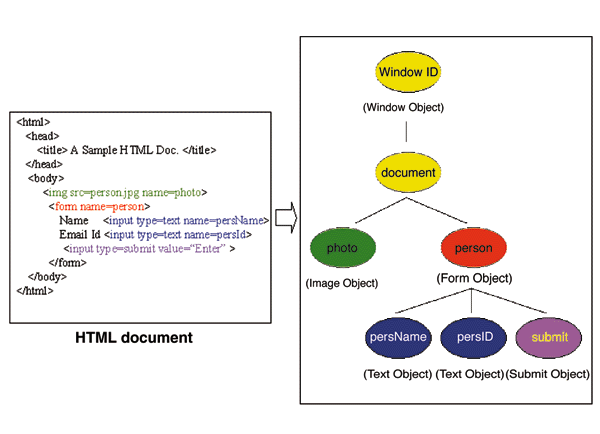 <html>
<head>
<title> A Sample HTML Doc. </title>
</head>
<body>
<img src=person.jpg name=photo>
<form name=person>
Name <input type=text name=persName>
Email Id <input type=text name=persId>
<input type=submit value=“Enter” >
</form>
</body>
</html>
HTML document
Window ID
(Window Object)
document
photo
person
(Image Object)
(Form Object)
persName
persID
submit
(Text Object)
(Text Object)
(Submit Object)